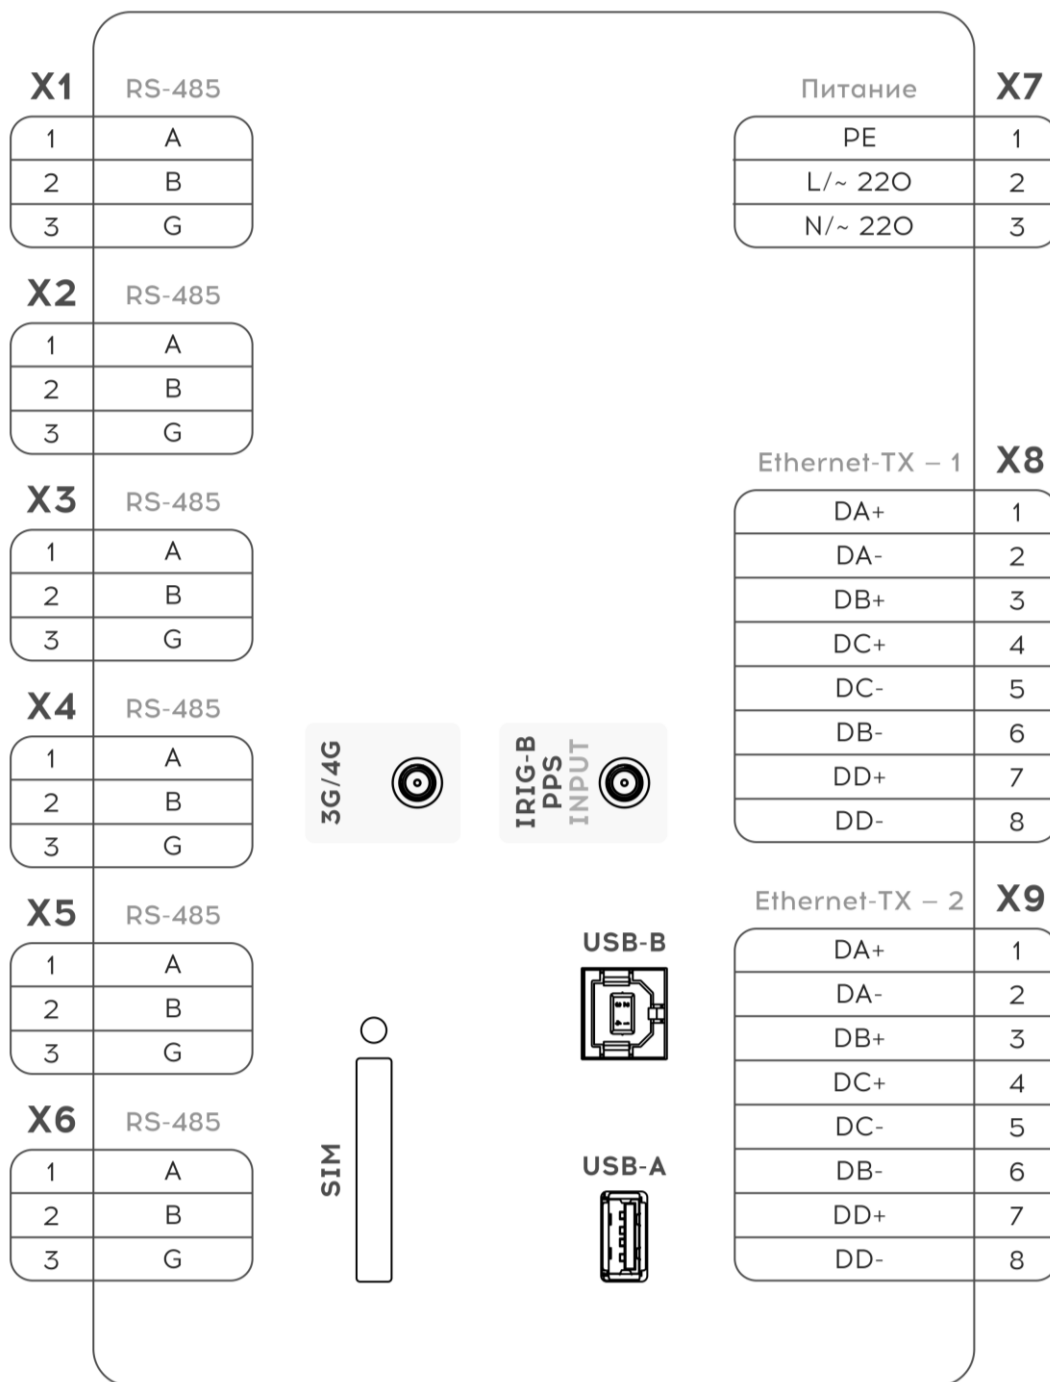 X1 RS-485
1 A
2 B
3 G
X2 RS-485
1 A
2 B
3 G
X3 RS-485
1 A
2 B
3 G
X4 RS-485
1 A
2 B
3 G
X5 RS-485
1 A
2 B
3 G
X6 RS-485
1 A
2 B
3 G
3G/4G
SIM
IRIG-B
PPS
INPUT
USB-B
USB-A
Питание X7
PE 1
L/~ 220 2
N/~ 220 3
Ethernet-TX – 1 X8
DA+ 1
DA- 2
DB+ 3
DC+ 4
DC- 5
DB- 6
DD+ 7
DD- 8
Ethernet-TX – 2 X9
DA+ 1
DA- 2
DB+ 3
DC+ 4
DC- 5
DB- 6
DD+ 7
DD- 8